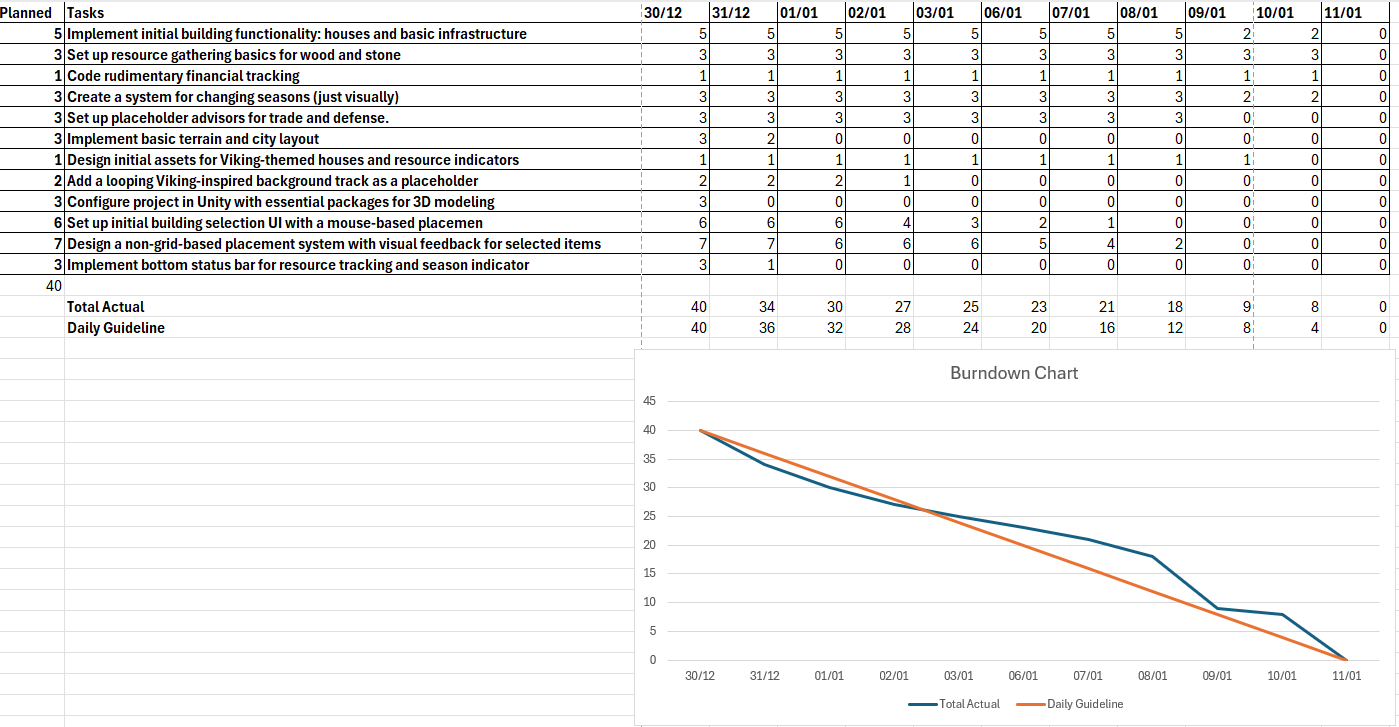 Planned Tasks 30/12 31/12 01/01 02/01 03/01 06/01 07/01 08/01 09/01 10/01 11/01
5 Implement initial building functionality: houses and basic infrastructure 5 5 5 5 5 5 5 5 2 2 0
3 Set up resource gathering basics for wood and stone 3 3 3 3 3 3 3 3 3 3 0
1 Code rudimentary financial tracking 1 1 1 1 1 1 1 1 1 1 0
3 Create a system for changing seasons (just visually) 3 3 3 3 3 3 3 3 2 2 0
3 Set up placeholder advisors for trade and defense. 3 3 3 3 3 3 3 3 0 0 0
3 Implement basic terrain and city layout 3 2 0 0 0 0 0 0 0 0 0
1 Design initial assets for Viking-themed houses and resource indicators 1 1 1 1 1 1 1 1 1 0 0
2 Add a looping Viking-inspired background track as a placeholder 2 2 2 1 0 0 0 0 0 0 0
3 Configure project in Unity with essential packages for 3D modeling 3 0 0 0 0 0 0 0 0 0 0
6 Set up initial building selection UI with a mouse-based placemen 6 6 6 4 3 2 1 0 0 0 0
7 Design a non-grid-based placement system with visual feedback for selected items 7 7 6 6 6 5 4 2 0 0 0
3 Implement bottom status bar for resource tracking and season indicator 3 1 0 0 0 0 0 0 0 0 0
40
Total Actual 40 34 30 27 25 23 21 18 9 8 0
Daily Guideline 40 36 32 28 24 20 16 12 8 4 0
Burndown Chart
45
40
35
30
25
20
15
10
5
0
30/12 31/12 01/01 02/01 03/01 06/01 07/01 08/01 09/01 10/01 11/01
Total Actual Daily Guideline